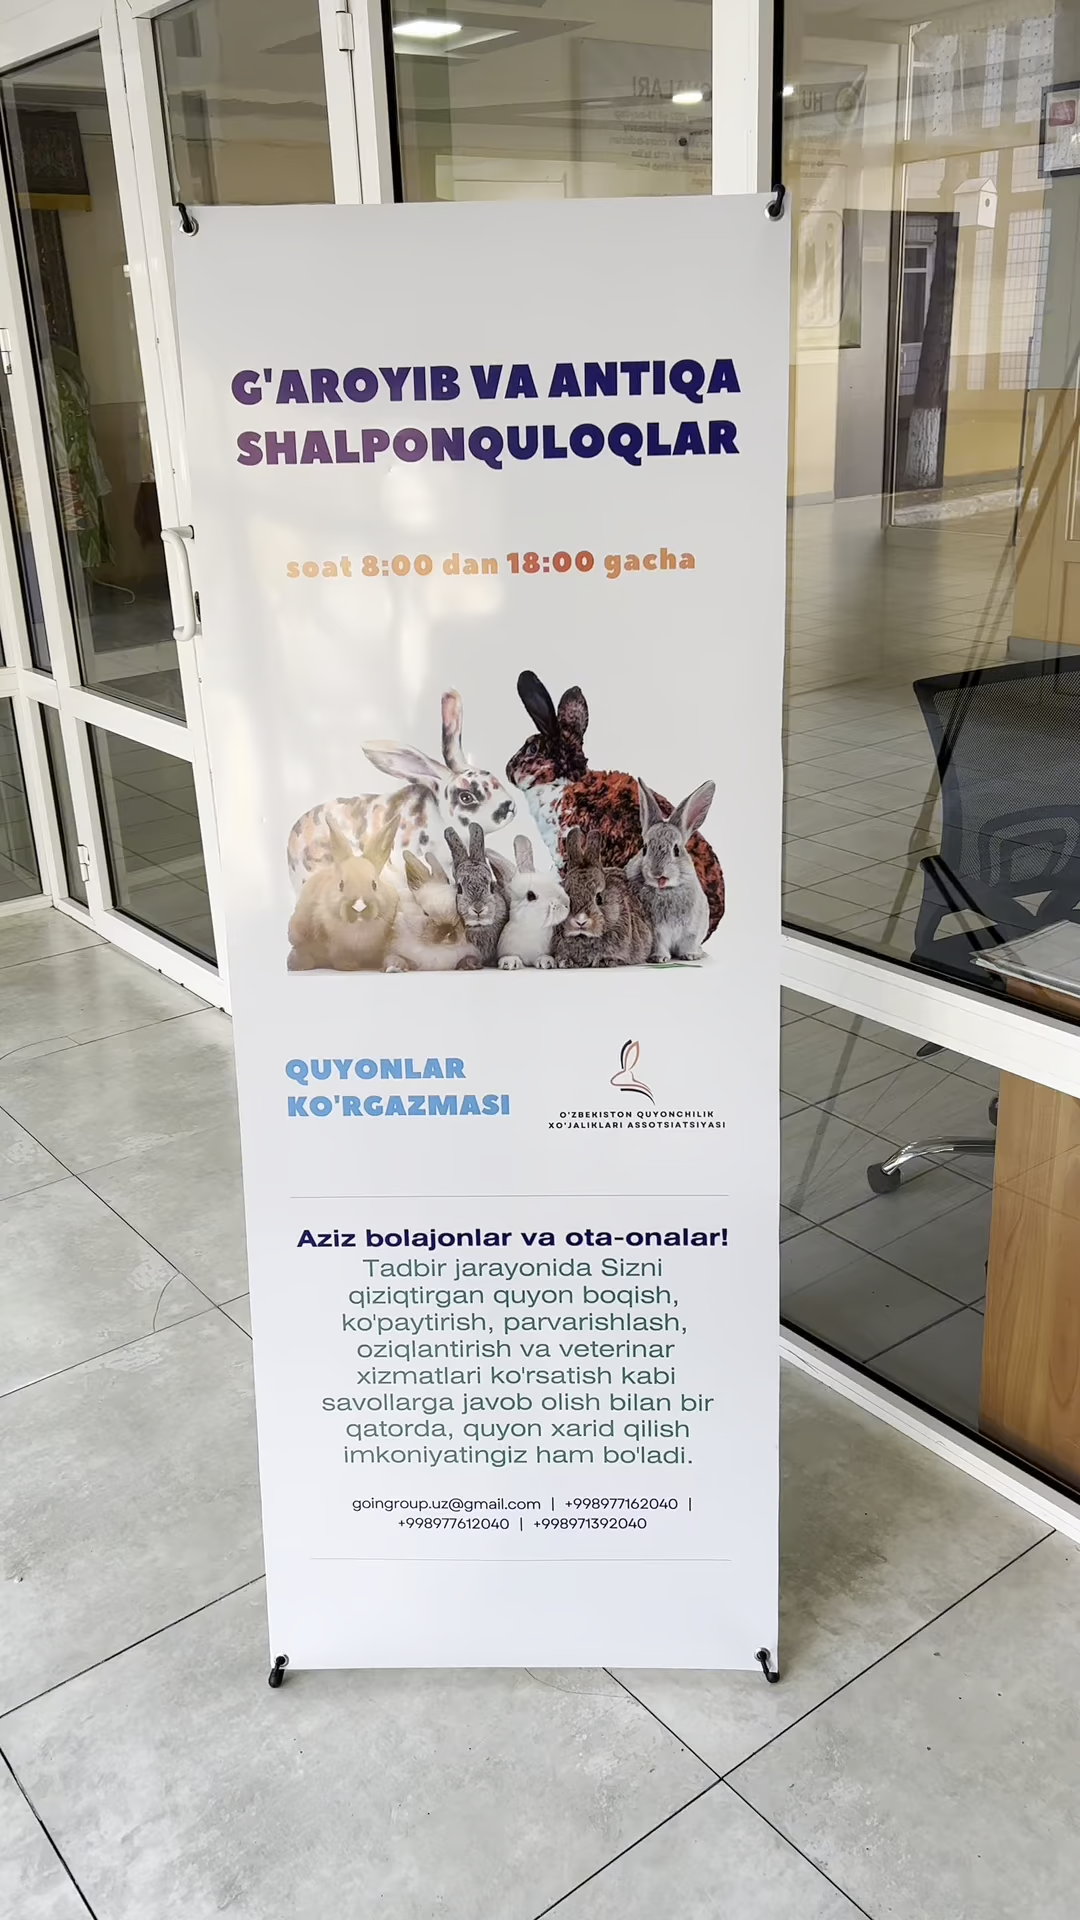 G'AROYIB VA ANTIQA
SHALPONQULOQLAR
soat 8:00 dan 18:00 gacha
QUYONLAR
KO'RGAZMASI
O'ZBEKISTON QUYONCHILIK
XO'JALIKLARI ASSOTSIATSIYASI
Aziz bolajonlar va ota-onalar!
Tadbir jarayonida Sizni
qiziqtirgan quyon boqish,
ko'paytirish, parvarishlash,
oziqlantirish va veterinar
xizmatlari ko'rsatish kabi
savollarga javob olish bilan bir
qatorda, quyon xarid qilish
imkoniyatingiz ham bo'ladi.
goingroup.uz@gmail.com | +998977162040 |
+998977612040 | +998971392040